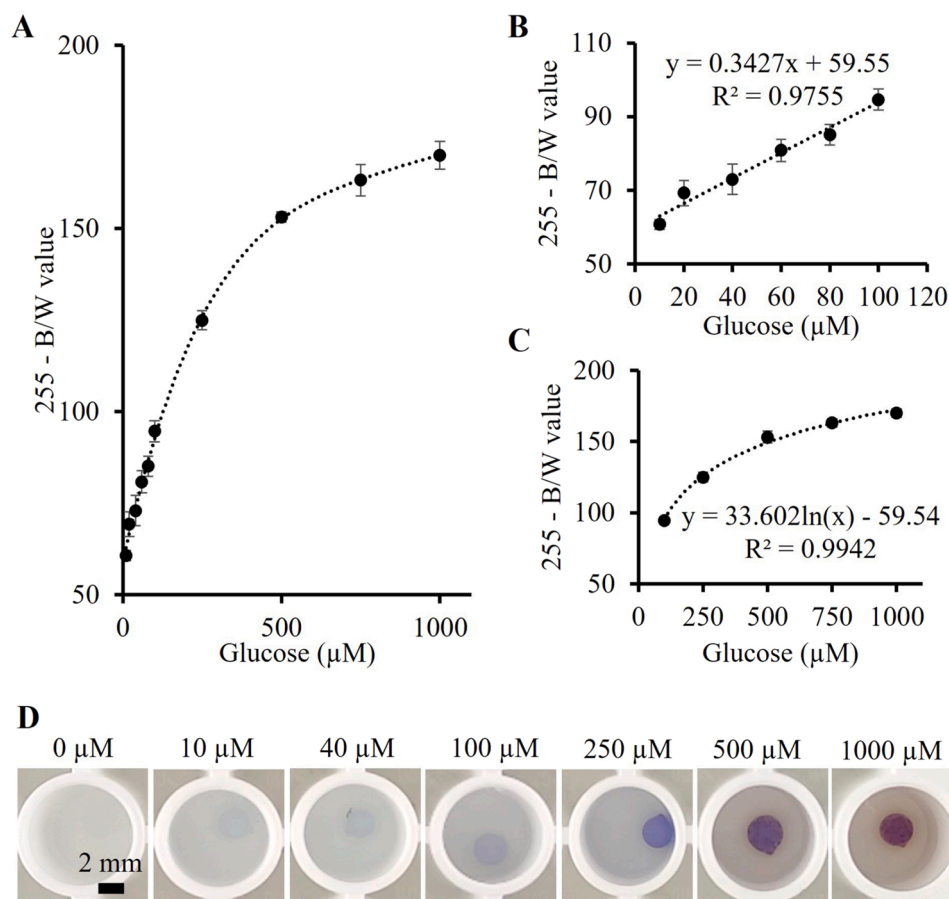 A
200
150
100
50
0
500
1000
255 - B/W value
Glucose (µM)
B
110
90
70
50
0
20
40
60
80
100
120
255 - B/W value
Glucose (µM)
y = 0.3427x + 59.55
R² = 0.9755
C
200
150
100
50
0
250
500
750
1000
255 - B/W value
Glucose (µM)
y = 33.602ln(x) - 59.54
R² = 0.9942
D
0 µM
10 µM
40 µM
100 µM
250 µM
500 µM
1000 µM
2 mm